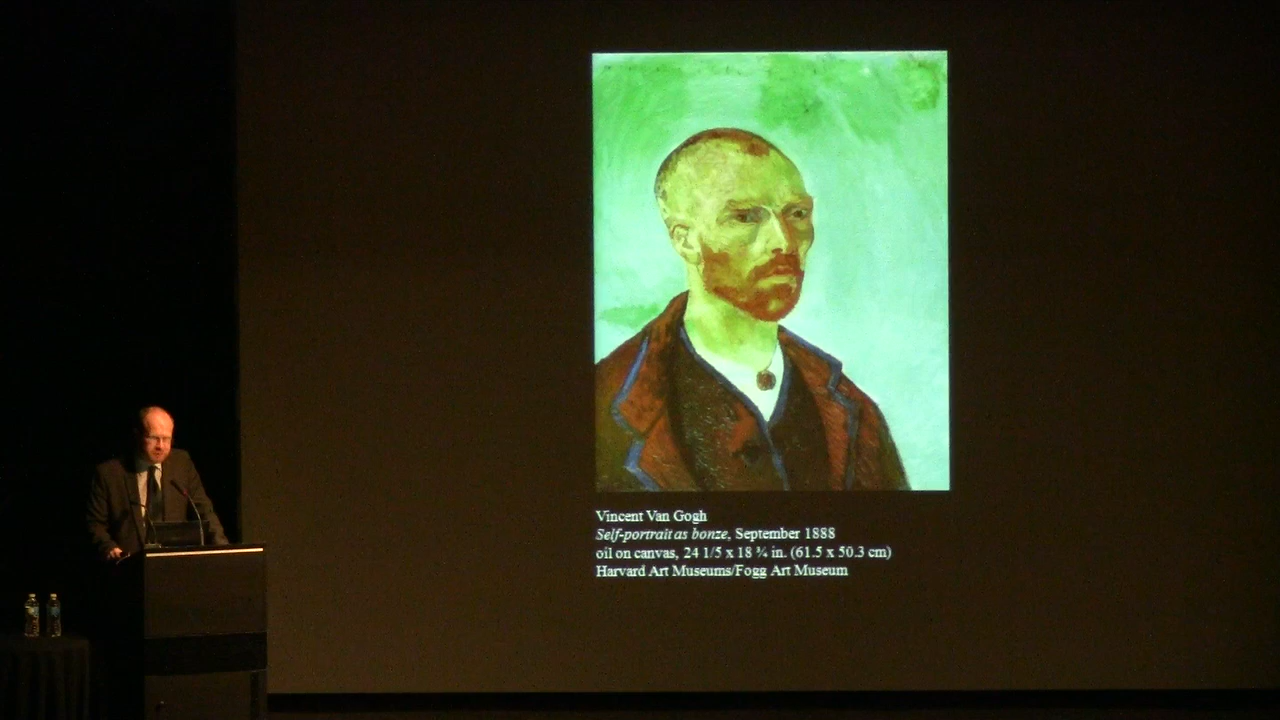 Vincent Van Gogh
Self-portrait as bonze, September 1888
oil on canvas, 24 1/5 x 18 ¾ in. (61.5 x 50.3 cm)
Harvard Art Museums/Fogg Art Museum